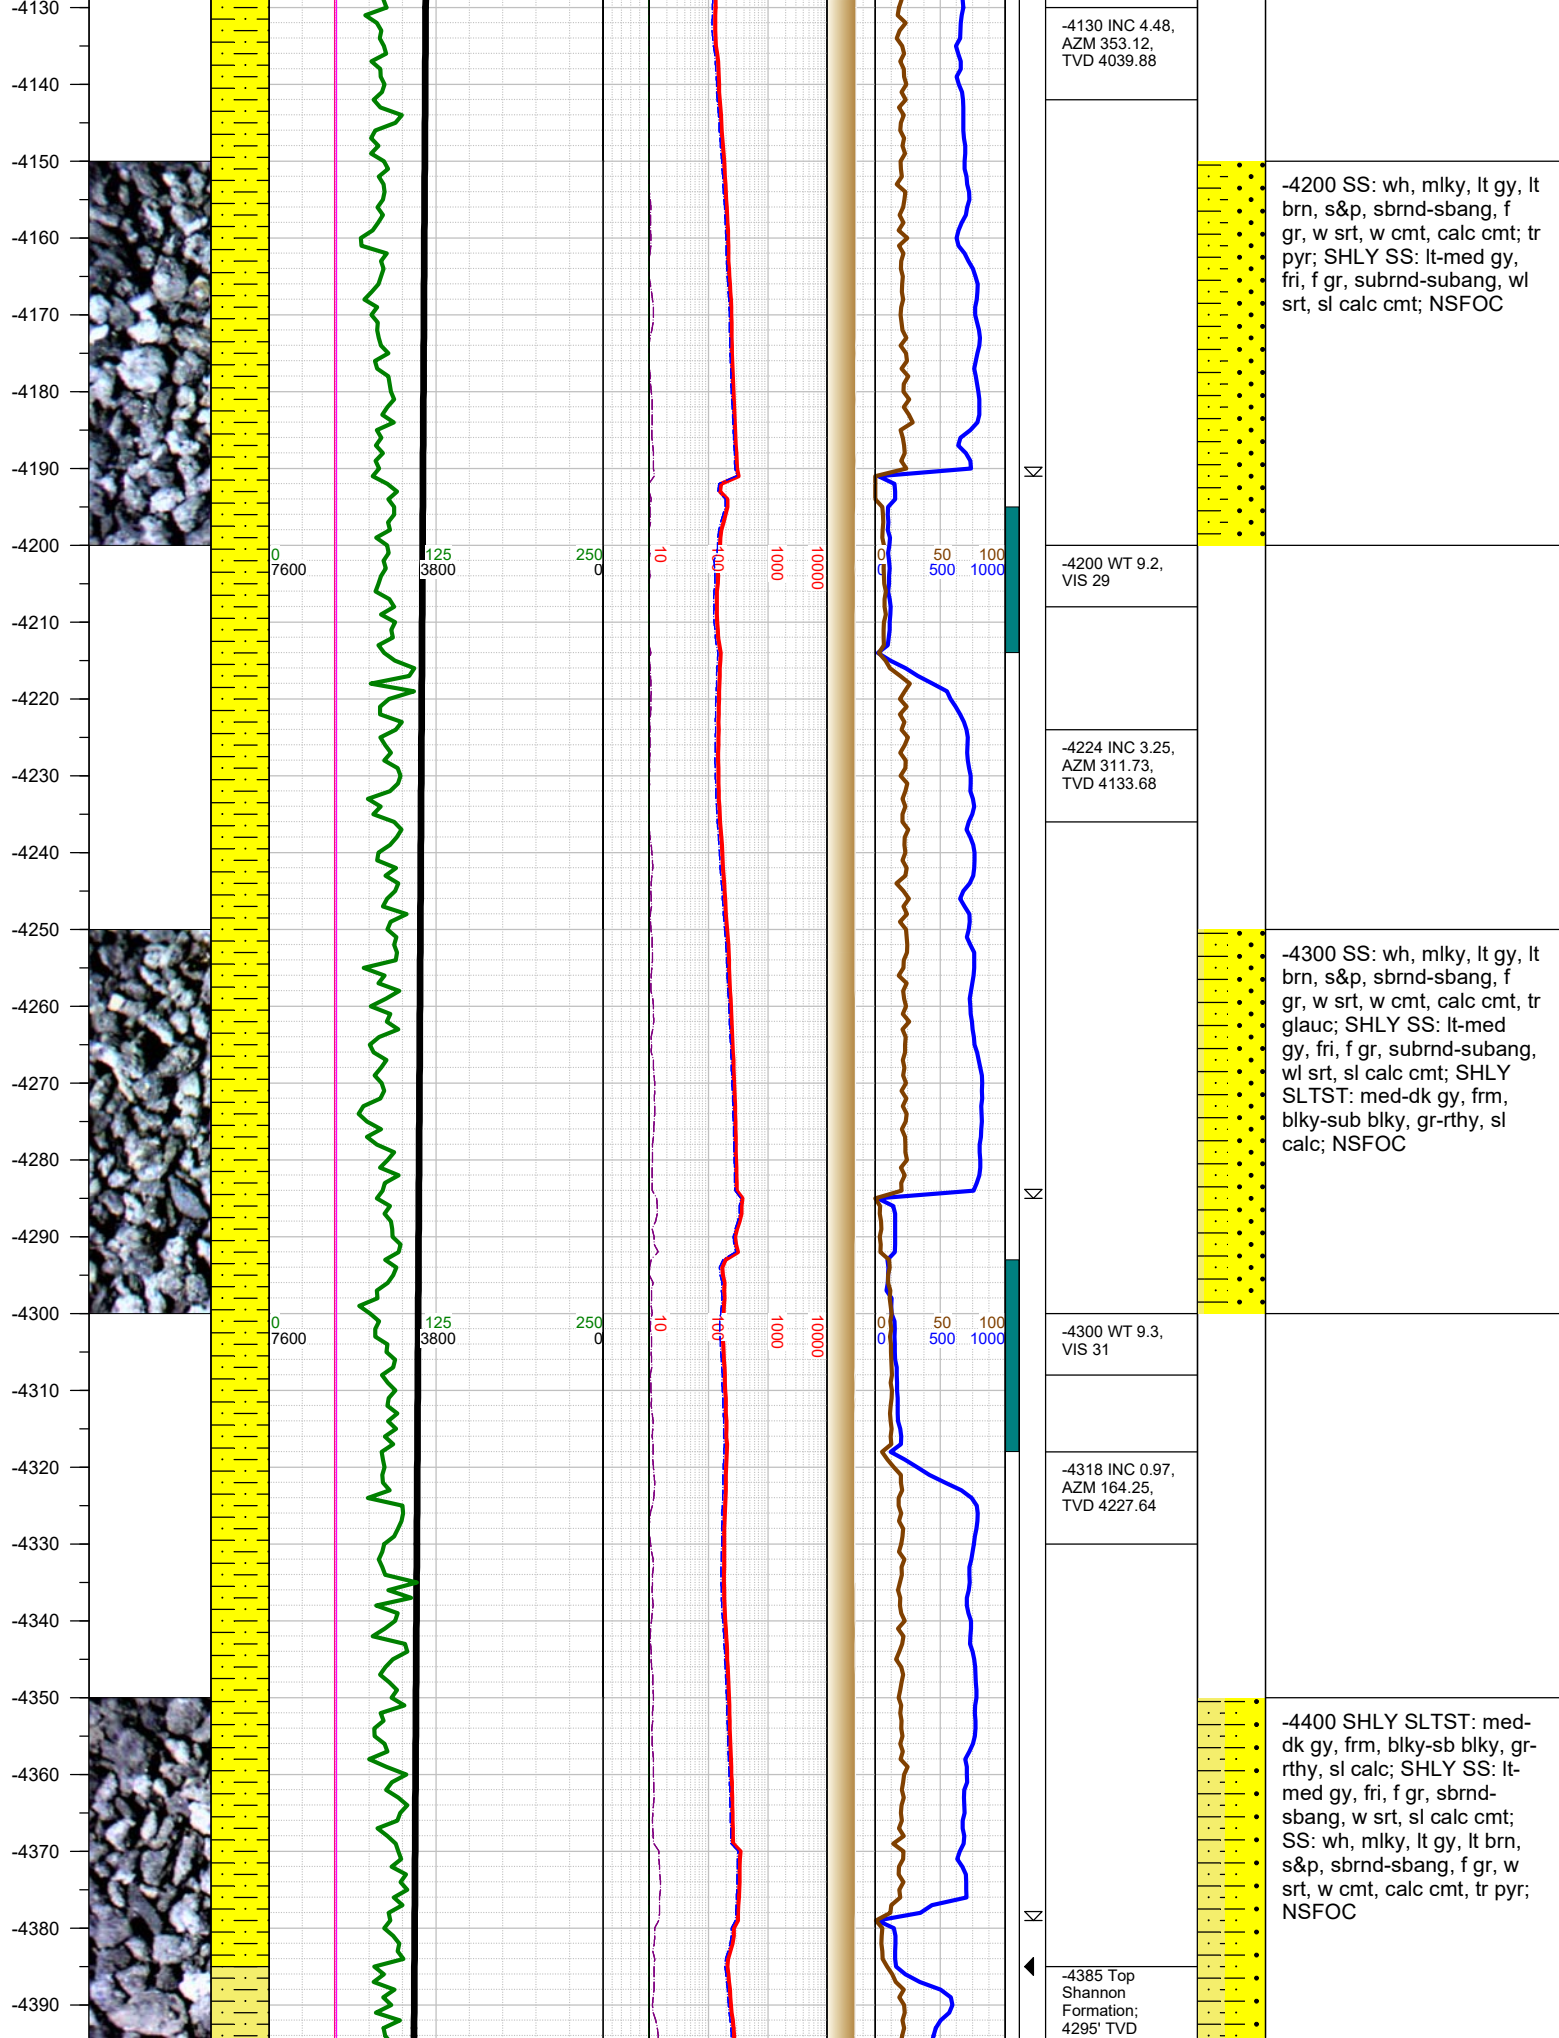 -4130
-4140
-4150
-4160
-4170
-4180
-4190
-4200
-4210
-4220
-4230
-4240
-4250
-4260
-4270
-4280
-4290
-4300
-4310
-4320
-4330
-4340
-4350
-4360
-4370
-4380
-4390
0 125 250
7600 3800 0
10 100 1000 10000
0 50 100
0 500 1000
0 125 250
7600 3800 0
10 100 1000 10000
0 50 100
0 500 1000
-4130 INC 4.48,
AZM 353.12,
TVD 4039.88
-4200 WT 9.2,
VIS 29
-4224 INC 3.25,
AZM 311.73,
TVD 4133.68
-4300 WT 9.3,
VIS 31
-4318 INC 0.97,
AZM 164.25,
TVD 4227.64
-4385 Top
Shannon
Formation;
4295' TVD
-4200 SS: wh, mlky, lt gy, lt
brn, s&p, sbrnd-sbang, f
gr, w srt, w cmt, calc cmt; tr
pyr; SHLY SS: lt-med gy,
fri, f gr, subrnd-subang, wl
srt, sl calc cmt; NSFOC
-4300 SS: wh, mlky, lt gy, lt
brn, s&p, sbrnd-sbang, f
gr, w srt, w cmt, calc cmt, tr
glauc; SHLY SS: lt-med
gy, fri, f gr, subrnd-subang,
wl srt, sl calc cmt; SHLY
SLTST: med-dk gy, frm,
blky-sub blky, gr-rthy, sl
calc; NSFOC
-4400 SHLY SLTST: med-
dk gy, frm, blky-sb blky, gr-
rthy, sl calc; SHLY SS: lt-
med gy, fri, f gr, sbrnd-
sbang, w srt, sl calc cmt;
SS: wh, mlky, lt gy, lt brn,
s&p, sbrnd-sbang, f gr, w
srt, w cmt, calc cmt, tr pyr;
NSFOC